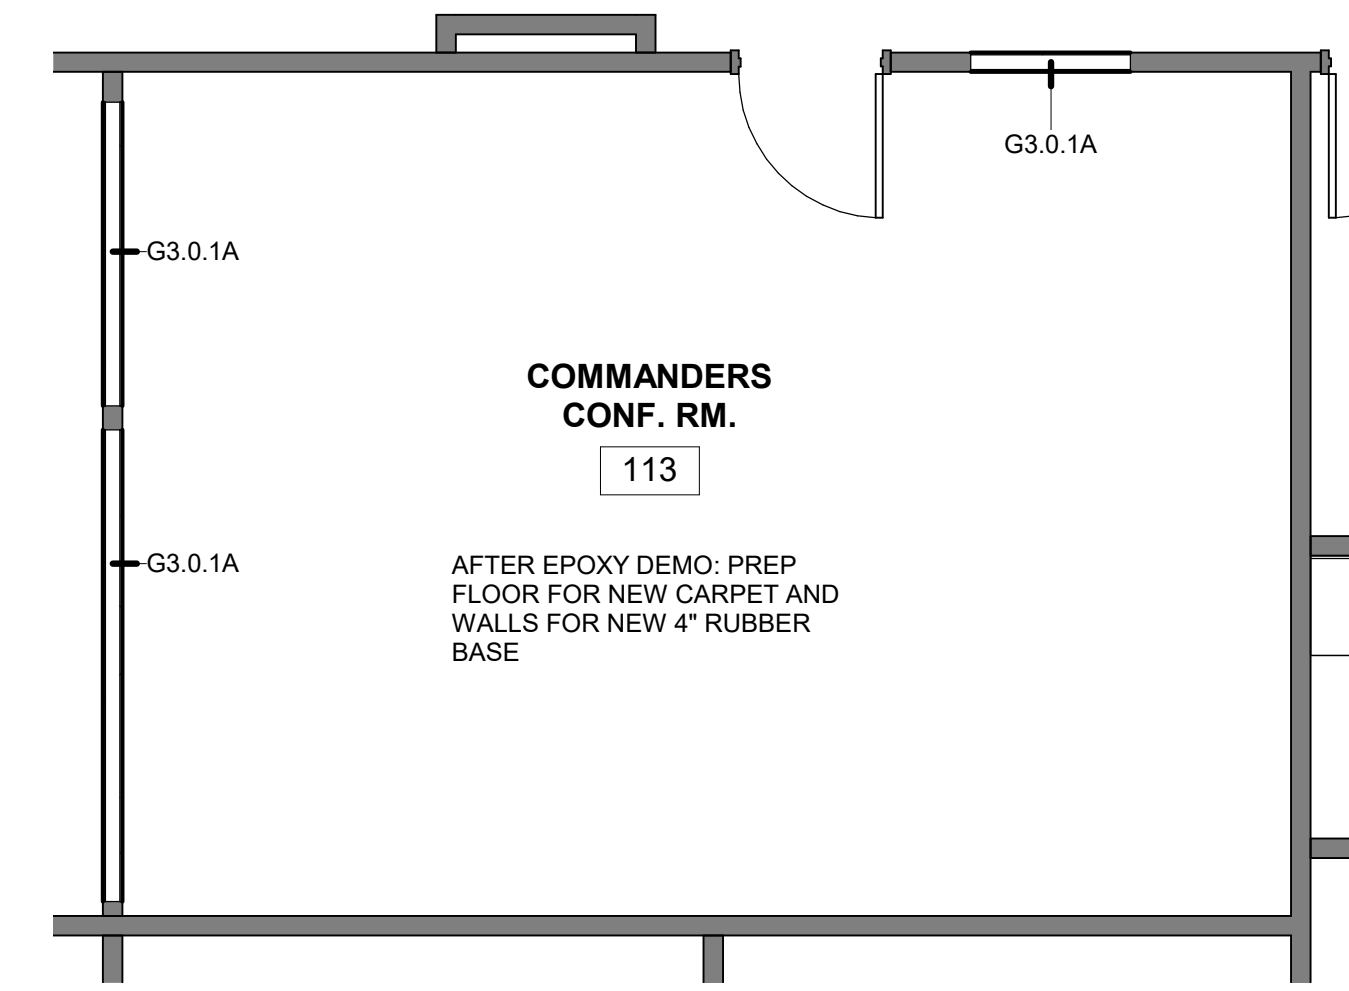 G3.0.1A
G3.0.1A
COMMANDERS
CONF. RM.
113
G3.0.1A
AFTER EPOXY DEMO: PREP
FLOOR FOR NEW CARPET AND
WALLS FOR NEW 4" RUBBER
BASE